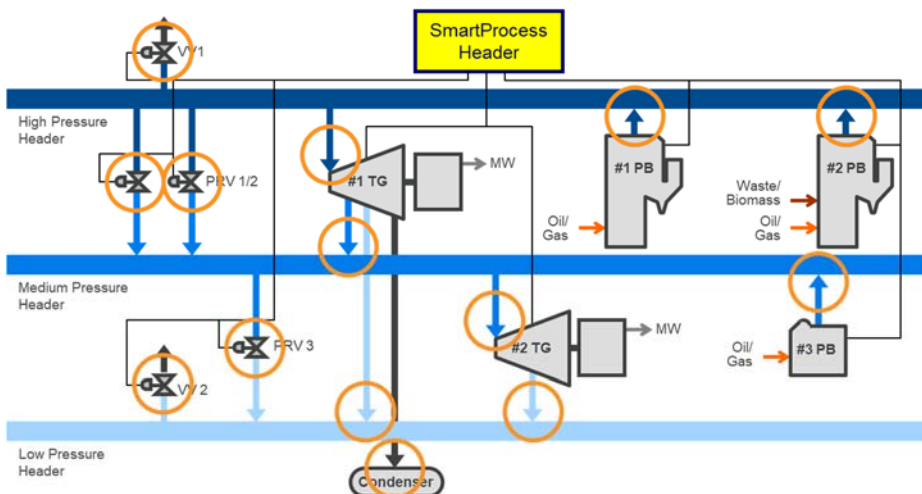 SmartProcess
Header
VV1
High Pressure
Header
PRV 1/2
#1 TG
MW
#1 PB
#2 PB
Waste/
Biomass
Oil/
Gas
Oil/
Gas
Medium Pressure
Header
PRV 3
#2 TG
MW
Oil/
Gas
#3 PB
VV 2
Low Pressure
Header
Condenser